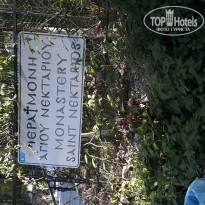 ΙΕΡΑ ΜΟΝΗ
ΑΓΙΟΥ ΝΕΚΤΑΡΙΟΥ
MONASTERY
SAINT NEKTARIOS
TOP HOTELS
ФОТО ТУРИСТА